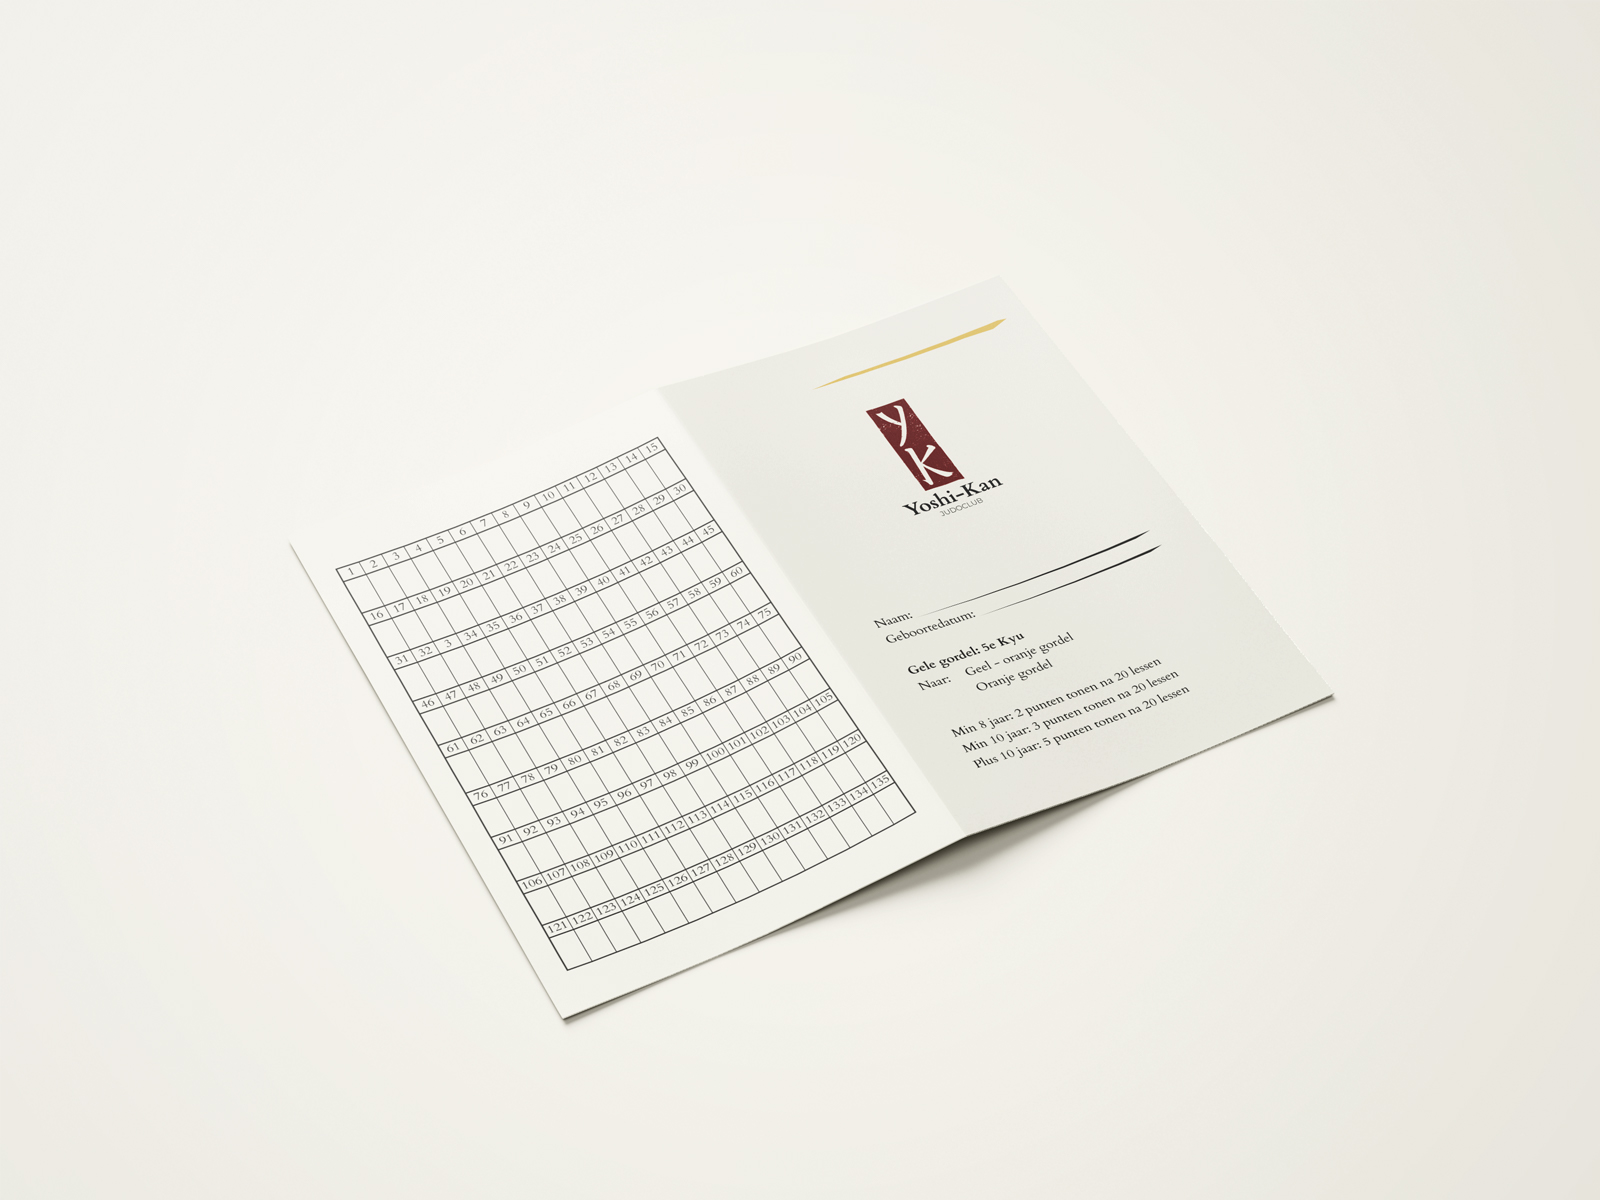 1 2 3 4 5 6 7 8 9 10 11 12 13 14 15
16 17 18 19 20 21 22 23 24 25 26 27 28 29 30
31 32 3 34 35 36 37 38 39 40 41 42 43 44 45
46 47 48 49 50 51 52 53 54 55 56 57 58 59 60
61 62 63 64 65 66 67 68 69 70 71 72 73 74 75
76 77 78 79 80 81 82 83 84 85 86 87 88 89 90
91 92 93 94 95 96 97 98 99 100 101 102 103 104 105
106 107 108 109 110 111 112 113 114 115 116 117 118 119 120
121 122 123 124 125 126 127 128 129 130 131 132 133 134 135
y
k
Yoshi-Kan
JUDOCLUB
Naam:
Geboortedatum:
Gele gordel: 5e Kyu
Naar: Geel - oranje gordel
Oranje gordel
Min 8 jaar: 2 punten tonen na 20 lessen
Min 10 jaar: 3 punten tonen na 20 lessen
Plus 10 jaar: 5 punten tonen na 20 lessen